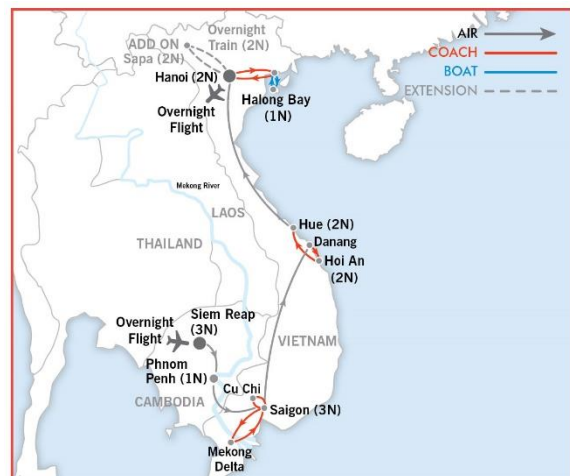 AIR
COACH
BOAT
EXTENSION
ADD ON
Sapa (2N)
Overnight
Train (2N)
Hanoi (2N)
Overnight
Flight
Halong Bay
(1N)
Mekong River
LAOS
THAILAND
Hue (2N)
Danang
Hoi An
(2N)
VIETNAM
Overnight
Flight
Siem Reap
(3N)
Phnom
Penh (1N)
CAMBODIA
Cu Chi
Saigon (3N)
Mekong
Delta